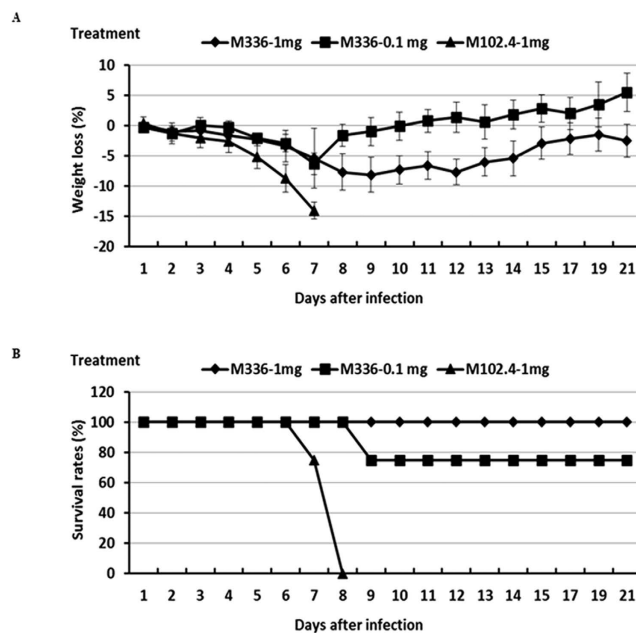 A
Treatment
M336-1mg M336-0.1 mg M102.4-1mg
10
5
0
-5
-10
-15
-20
Weight loss (%)
1 2 3 4 5 6 7 8 9 10 11 12 13 14 15 17 19 21
Days after infection
B
Treatment
M336-1mg M336-0.1 mg M102.4-1mg
120
100
80
60
40
20
0
Survival rates (%)
1 2 3 4 5 6 7 8 9 10 11 12 13 14 15 17 19 21
Days after infection